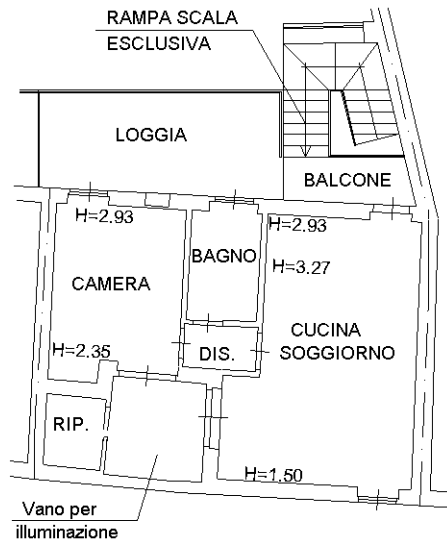 RAMPA SCALA
ESCLUSIVA
LOGGIA
BALCONE
H=2.93
H=2.93
BAGNO
H=3.27
CAMERA
CUCINA
SOGGIORNO
H=2.35
DIS.
RIP.
H=1.50
Vano per
illuminazione